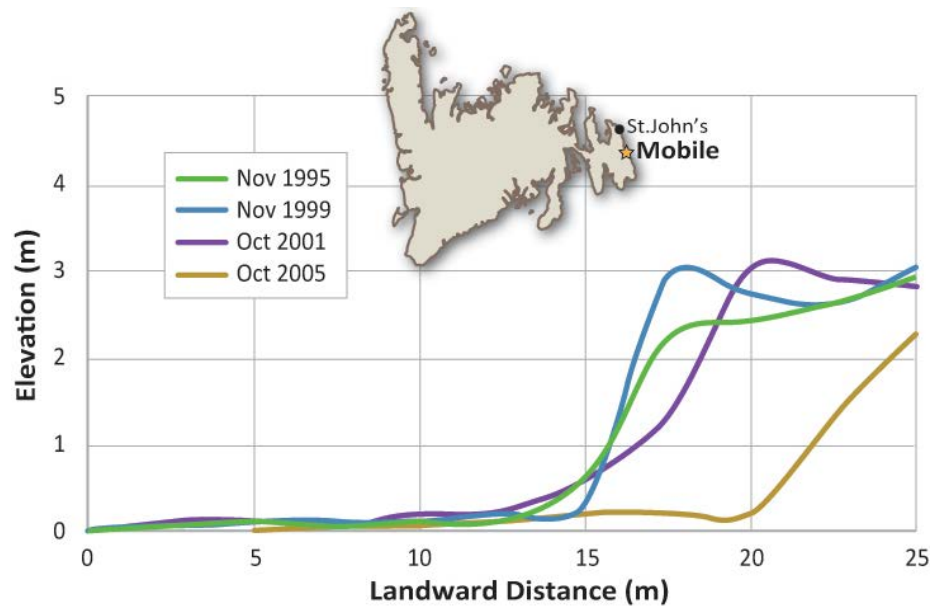 5
St.John's
Mobile
4
Nov 1995
Nov 1999
Oct 2001
Oct 2005
3
2
1
0
Elevation (m)
0 5 10 15 20 25
Landward Distance (m)